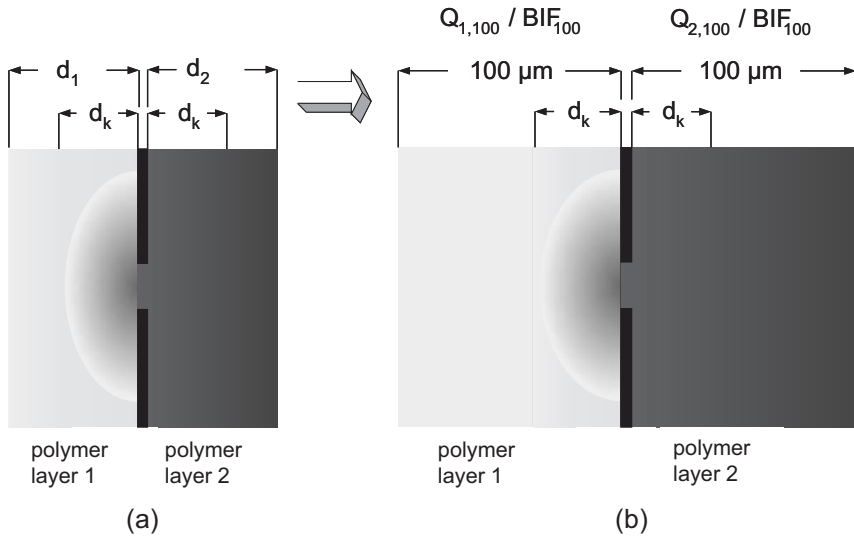 Q1,100 / BIF100
Q2,100 / BIF100
d1
d2
100 µm
100 µm
dk
dk
dk
dk
polymer
layer 1
polymer
layer 2
polymer
layer 1
polymer
layer 2
(a)
(b)